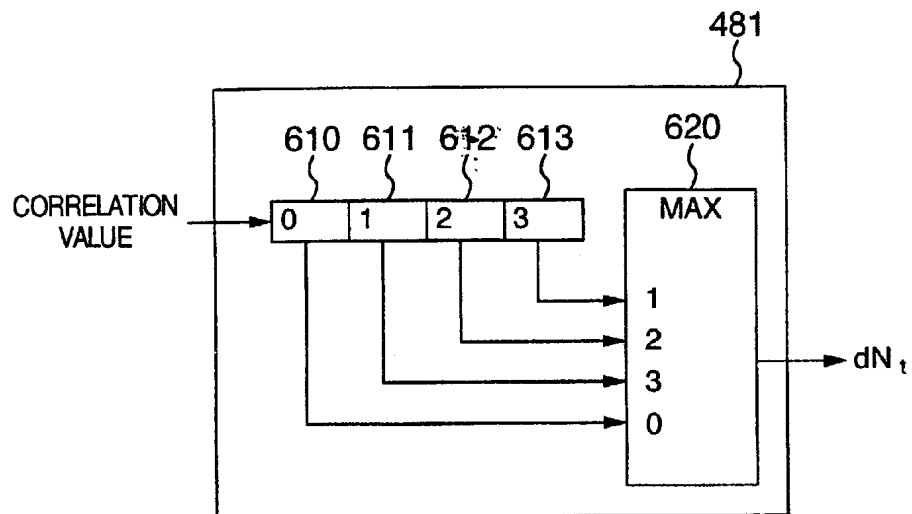 481
610 611 612 613
620
CORRELATION
VALUE
0 1 2 3
MAX
1
2
3
0
dN t